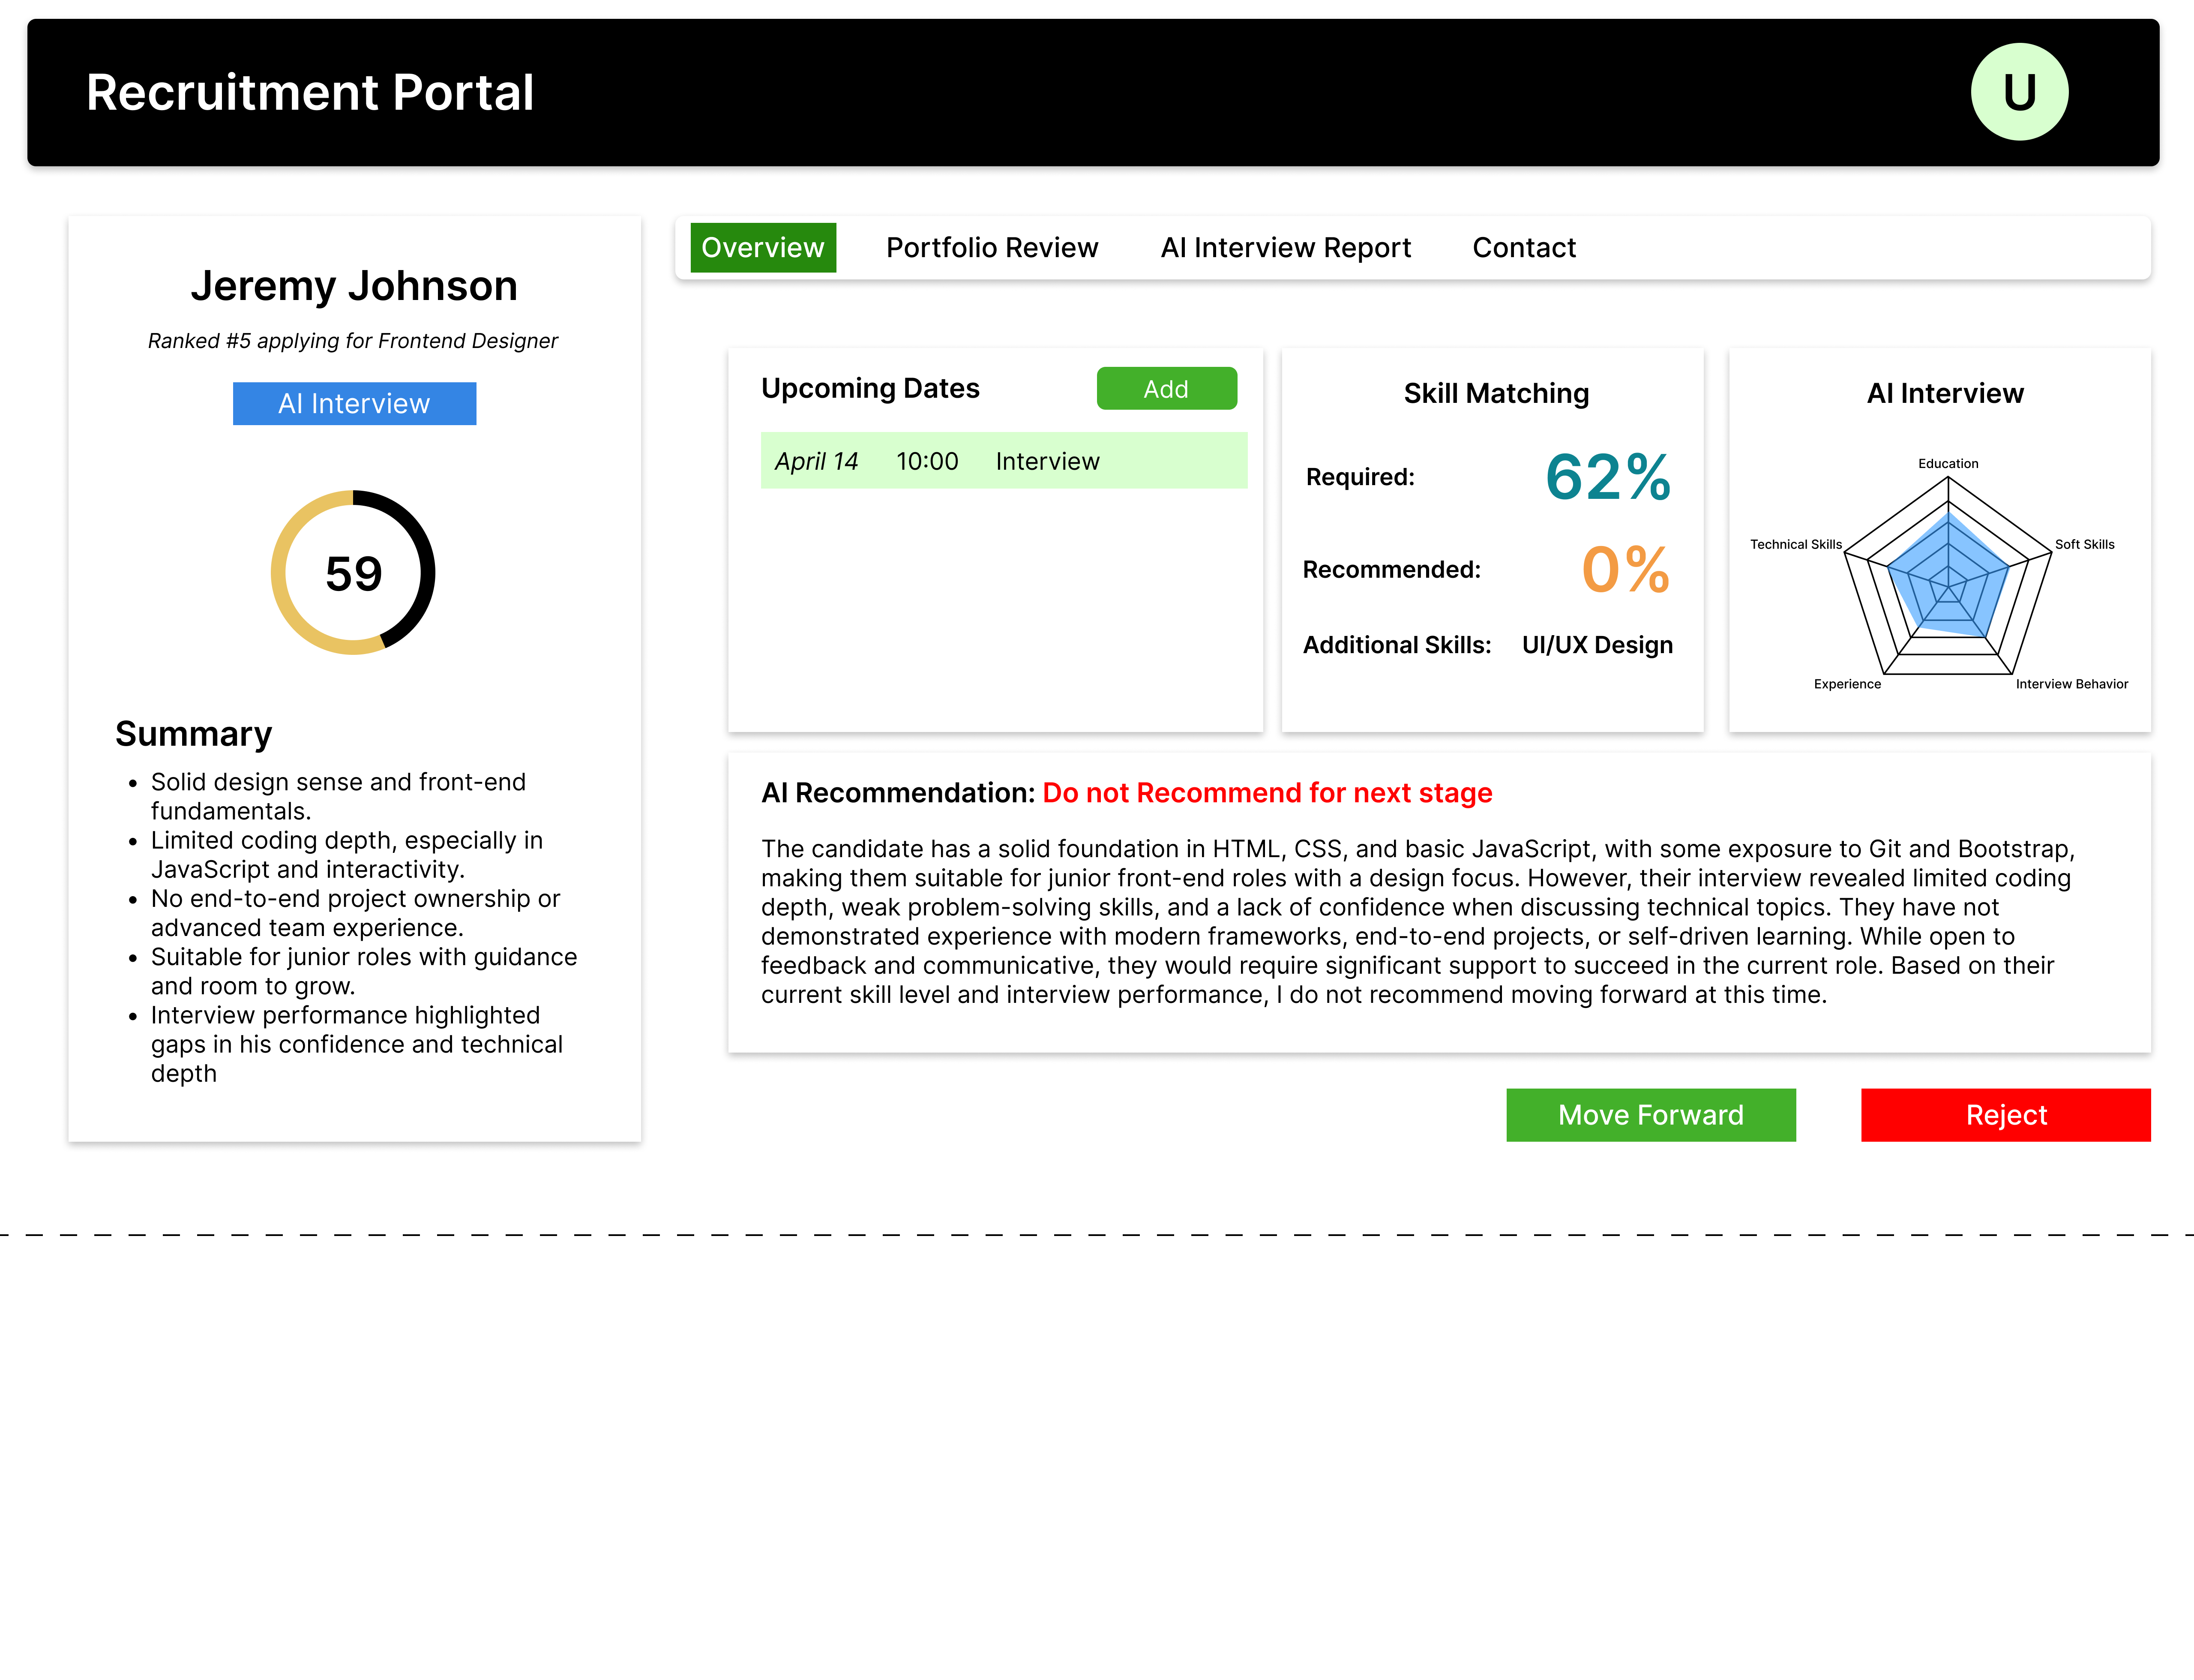 Recruitment Portal
U
Jeremy Johnson
Ranked #5 applying for Frontend Designer
AI Interview
59
Summary
• Solid design sense and front-end
fundamentals.
• Limited coding depth, especially in
JavaScript and interactivity.
• No end-to-end project ownership or
advanced team experience.
• Suitable for junior roles with guidance
and room to grow.
• Interview performance highlighted
gaps in his confidence and technical
depth
Overview Portfolio Review AI Interview Report Contact
Upcoming Dates Add
April 14 10:00 Interview
Skill Matching
Required: 62%
Recommended: 0%
Additional Skills: UI/UX Design
AI Interview
Education
Technical Skills Soft Skills
Experience Interview Behavior
AI Recommendation: Do not Recommend for next stage
The candidate has a solid foundation in HTML, CSS, and basic JavaScript, with some exposure to Git and Bootstrap,
making them suitable for junior front-end roles with a design focus. However, their interview revealed limited coding
depth, weak problem-solving skills, and a lack of confidence when discussing technical topics. They have not
demonstrated experience with modern frameworks, end-to-end projects, or self-driven learning. While open to
feedback and communicative, they would require significant support to succeed in the current role. Based on their
current skill level and interview performance, I do not recommend moving forward at this time.
Move Forward Reject